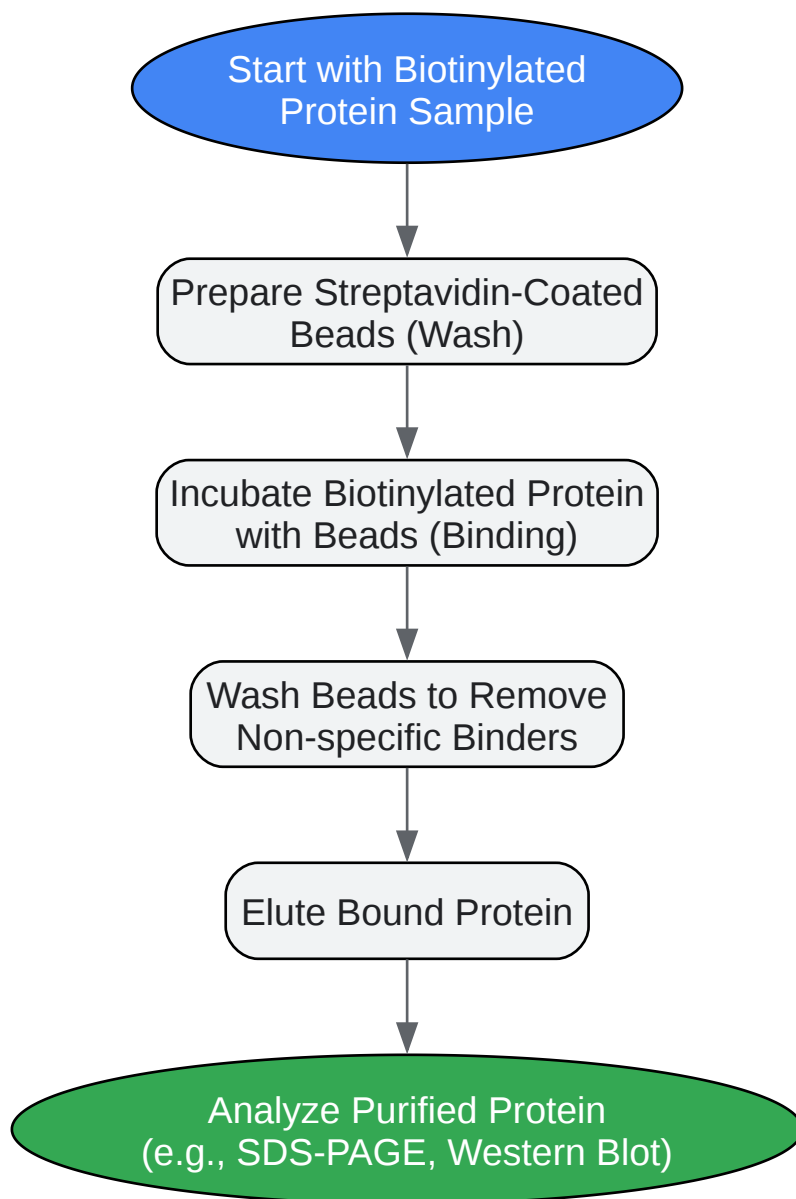 Start with Biotinylated
Protein Sample
Prepare Streptavidin-Coated
Beads (Wash)
Incubate Biotinylated Protein
with Beads (Binding)
Wash Beads to Remove
Non-specific Binders
Elute Bound Protein
Analyze Purified Protein
(e.g., SDS-PAGE, Western Blot)